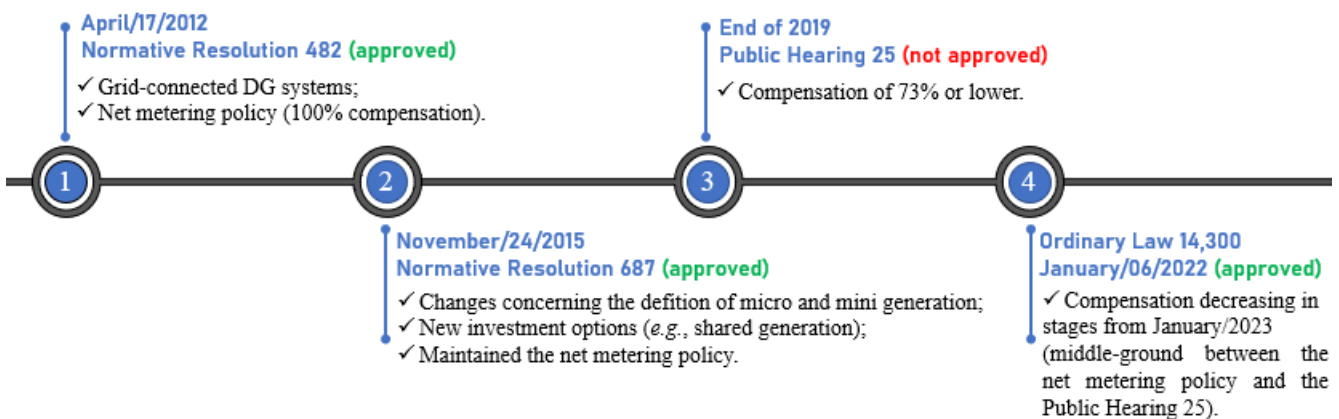 April/17/2012
Normative Resolution 482 (approved)
✓ Grid-connected DG systems;
✓ Net metering policy (100% compensation).
End of 2019
Public Hearing 25 (not approved)
✓ Compensation of 73% or lower.
1
2
3
4
November/24/2015
Normative Resolution 687 (approved)
✓ Changes concerning the defition of micro and mini generation;
✓ New investment options (e.g., shared generation);
✓ Maintained the net metering policy.
Ordinary Law 14,300
January/06/2022 (approved)
✓ Compensation decreasing in
stages from January/2023
(middle-ground between the
net metering policy and the
Public Hearing 25).